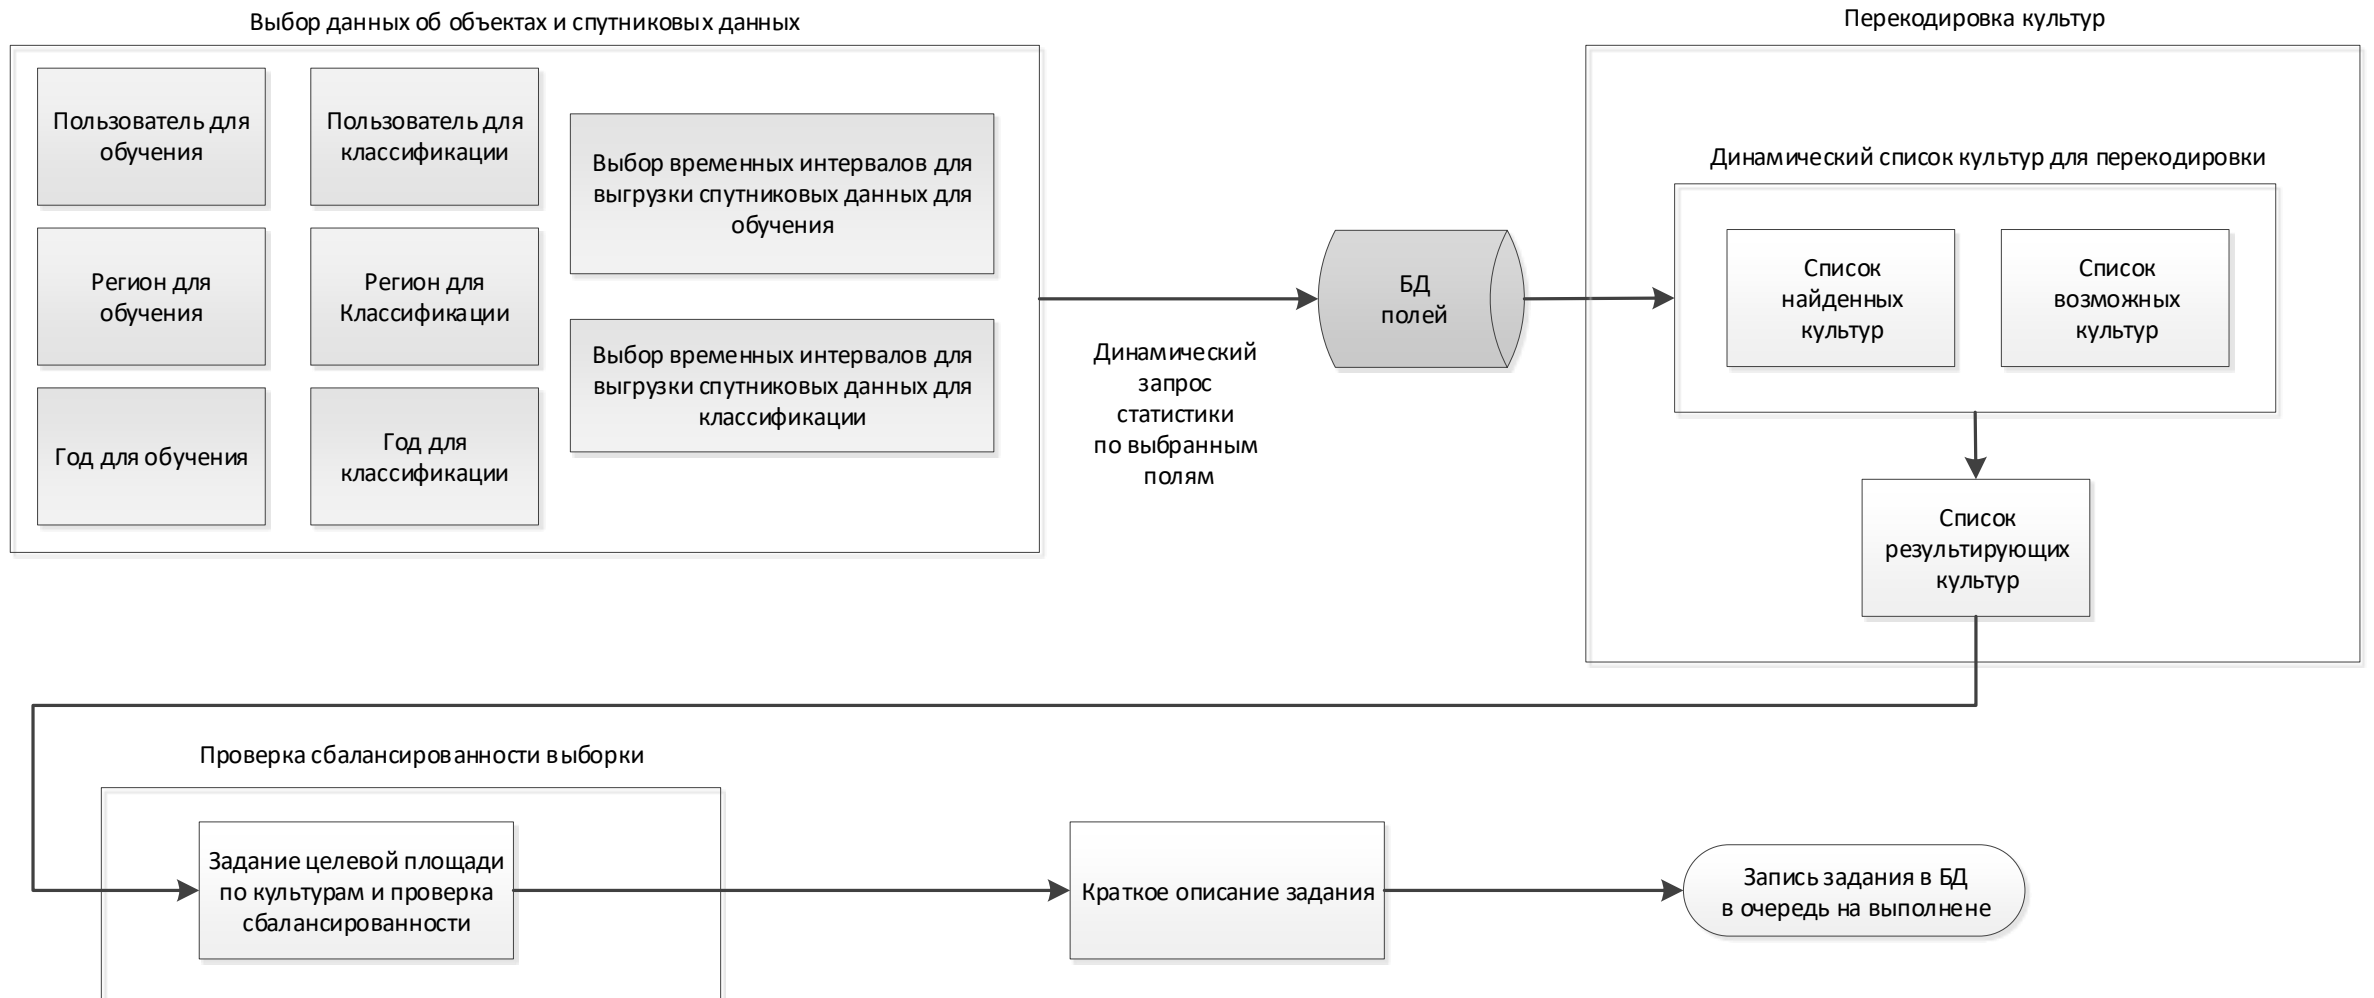 Выбор данных об объектах и спутниковых данных
Пользователь для
обучения
Пользователь для
классификации
Регион для
обучения
Регион для
Классификации
Год для обучения
Год для
классификации
Выбор временных интервалов для
выгрузки спутниковых данных для
обучения
Выбор временных интервалов для
выгрузки спутниковых данных для
классификации
Динамический
запрос
статистики
по выбранным
полям
БД
полей
Перекодировка культур
Динамический список культур для перекодировки
Список
найденных
культур
Список
возможных
культур
Список
результирующих
культур
Проверка сбалансированности выборки
Задание целевой площади
по культурам и проверка
сбалансированности
Краткое описание задания
Запись задания в БД
в очередь на выполнене